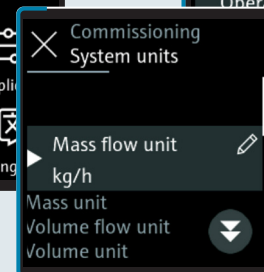 Commissioning
System units
Mass flow unit
kg/h
Mass unit
Volume flow unit
Volume unit